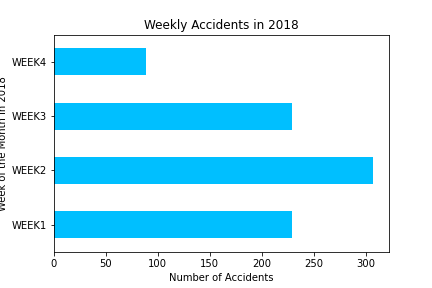 Weekly Accidents in 2018
Week of the Month in 2018
WEEK4
WEEK3
WEEK2
WEEK1
0 50 100 150 200 250 300
Number of Accidents